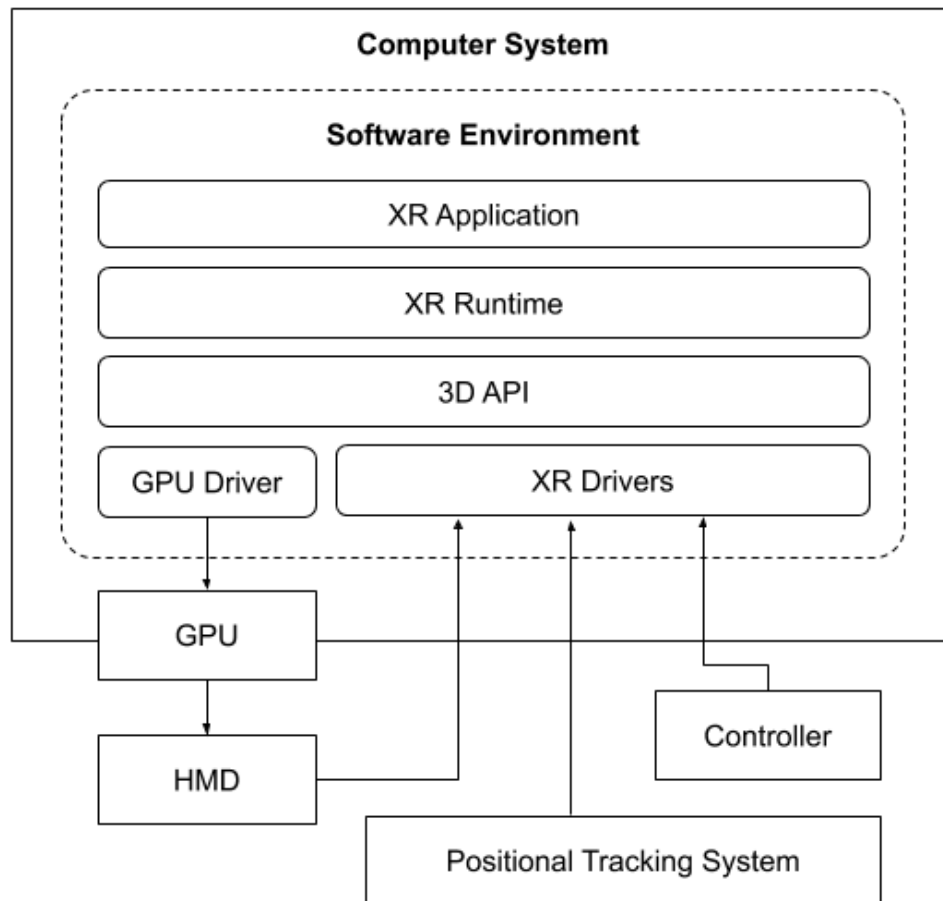 Computer System
Software Environment
XR Application
XR Runtime
3D API
GPU Driver
XR Drivers
GPU
Controller
HMD
Positional Tracking System